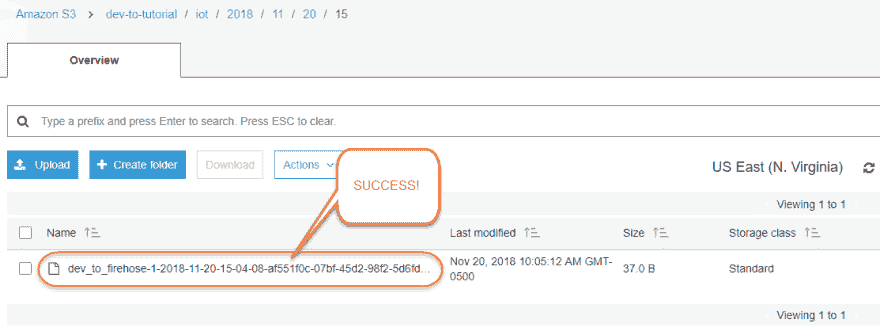 Amazon S3 > dev-to-tutorial / iot / 2018 / 11 / 20 / 15
Overview
Type a prefix and press Enter to search. Press ESC to clear.
Upload + Create folder Download Actions
US East (N. Virginia)
SUCCESS!
Viewing 1 to 1
Name Last modified Size Storage class
dev_to_firehose-1-2018-11-20-15-04-08-af551f0c-07bf-45d2-98f2-5d6fd... Nov 20, 2018 10:05:12 AM GMT- 37.0 B Standard
0500
Viewing 1 to 1